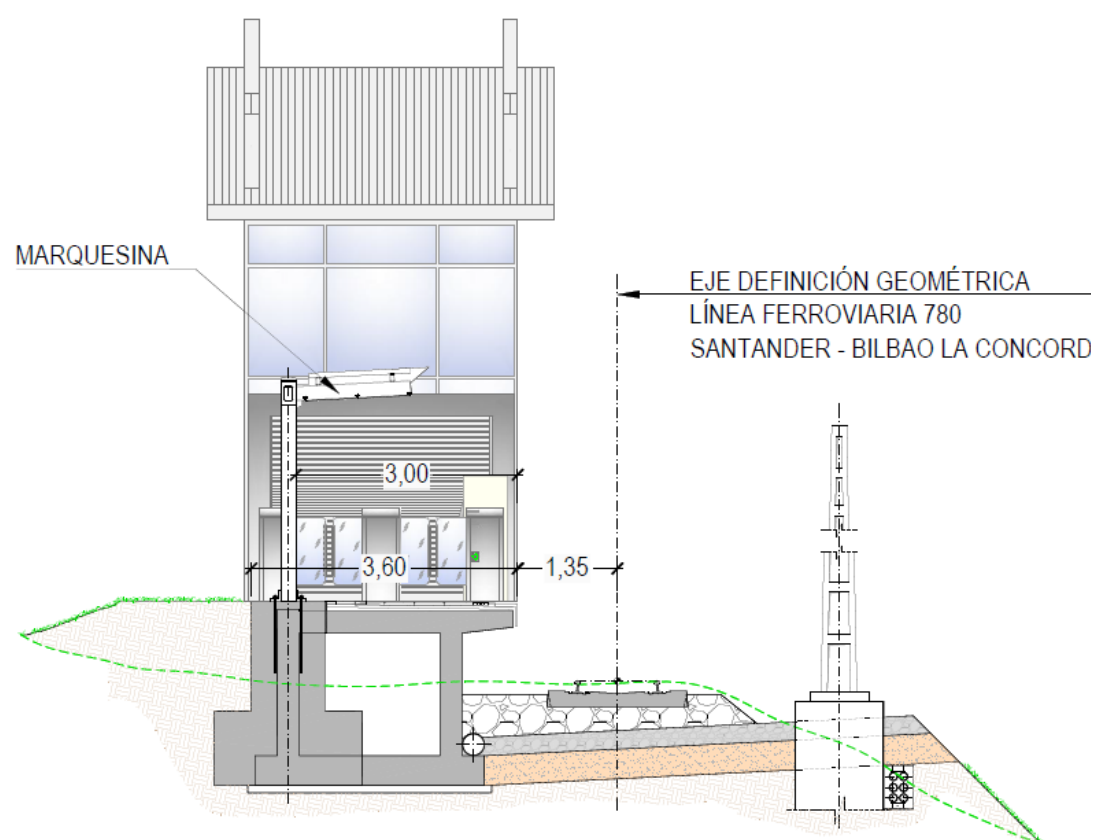 MARQUESINA
EJE DEFINICIÓN GEOMÉTRICA
LÍNEA FERROVIARIA 780
SANTANDER - BILBAO LA CONCORD
3,00
3,60
1,35